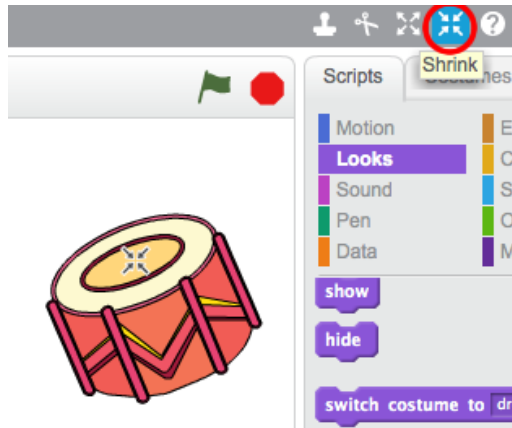 ?
Shrink
Scripts
Motion
Looks
Sound
Pen
Data
show
hide
switch costume to